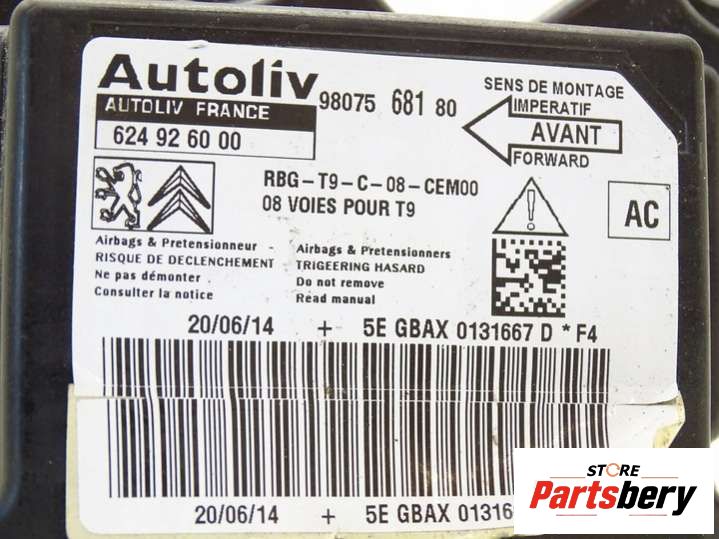 Autoliv
AUTOLIV FRANCE
624 92 60 00
98075 681 80
SENS DE MONTAGE
IMPERATIF
AVANT
FORWARD
RBG-T9-C-08-CEM00
08 VOIES POUR T9
AC
Airbags & Pretensionneur -
RISQUE DE DECLENCHEMENT
Ne pas démonter
Consulter la notice
Airbags & Pretensionners
TRIGEERING HASARD
Do not remove
Read manual
20/06/14 + 5E GBAX 0131667 D *F4
20/06/14 + 5E GBAX 01316
STORE
Partsbery